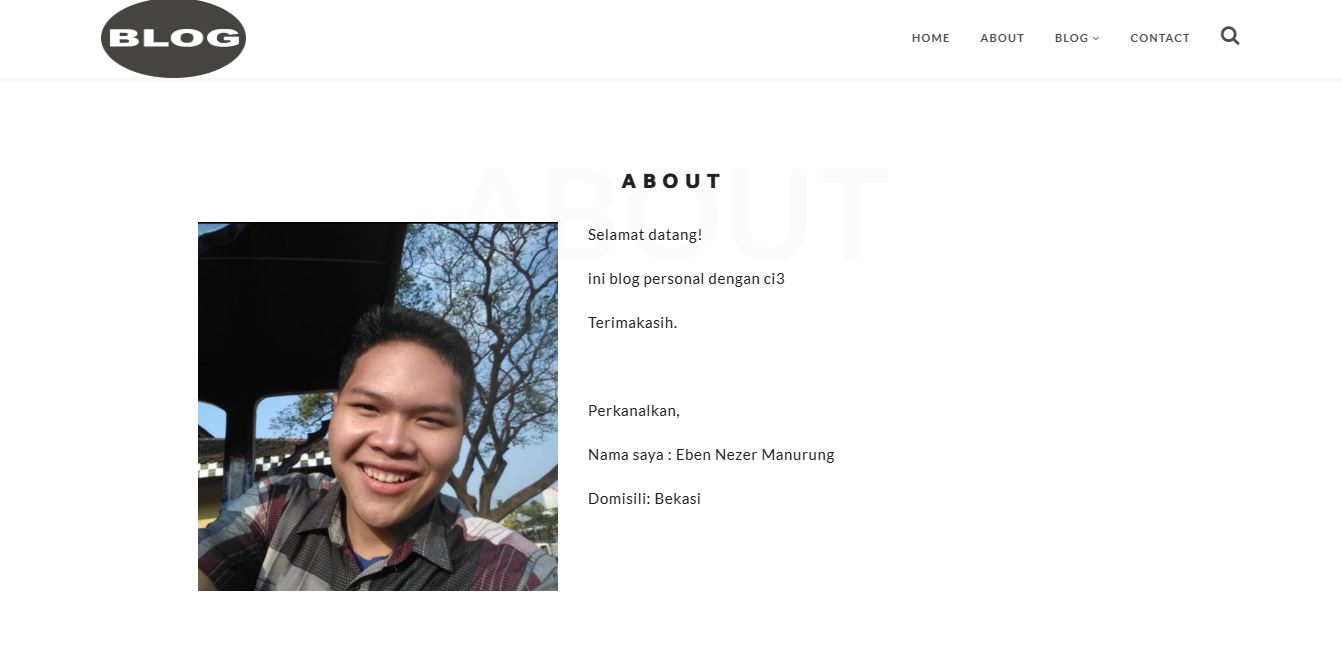 BLOG
HOME ABOUT BLOG CONTACT
ABOUT
ABOUT
Selamat datang!
ini blog personal dengan ci3
Terimakasih.
Perkanalkan,
Nama saya : Eben Nezer Manurung
Domisili: Bekasi